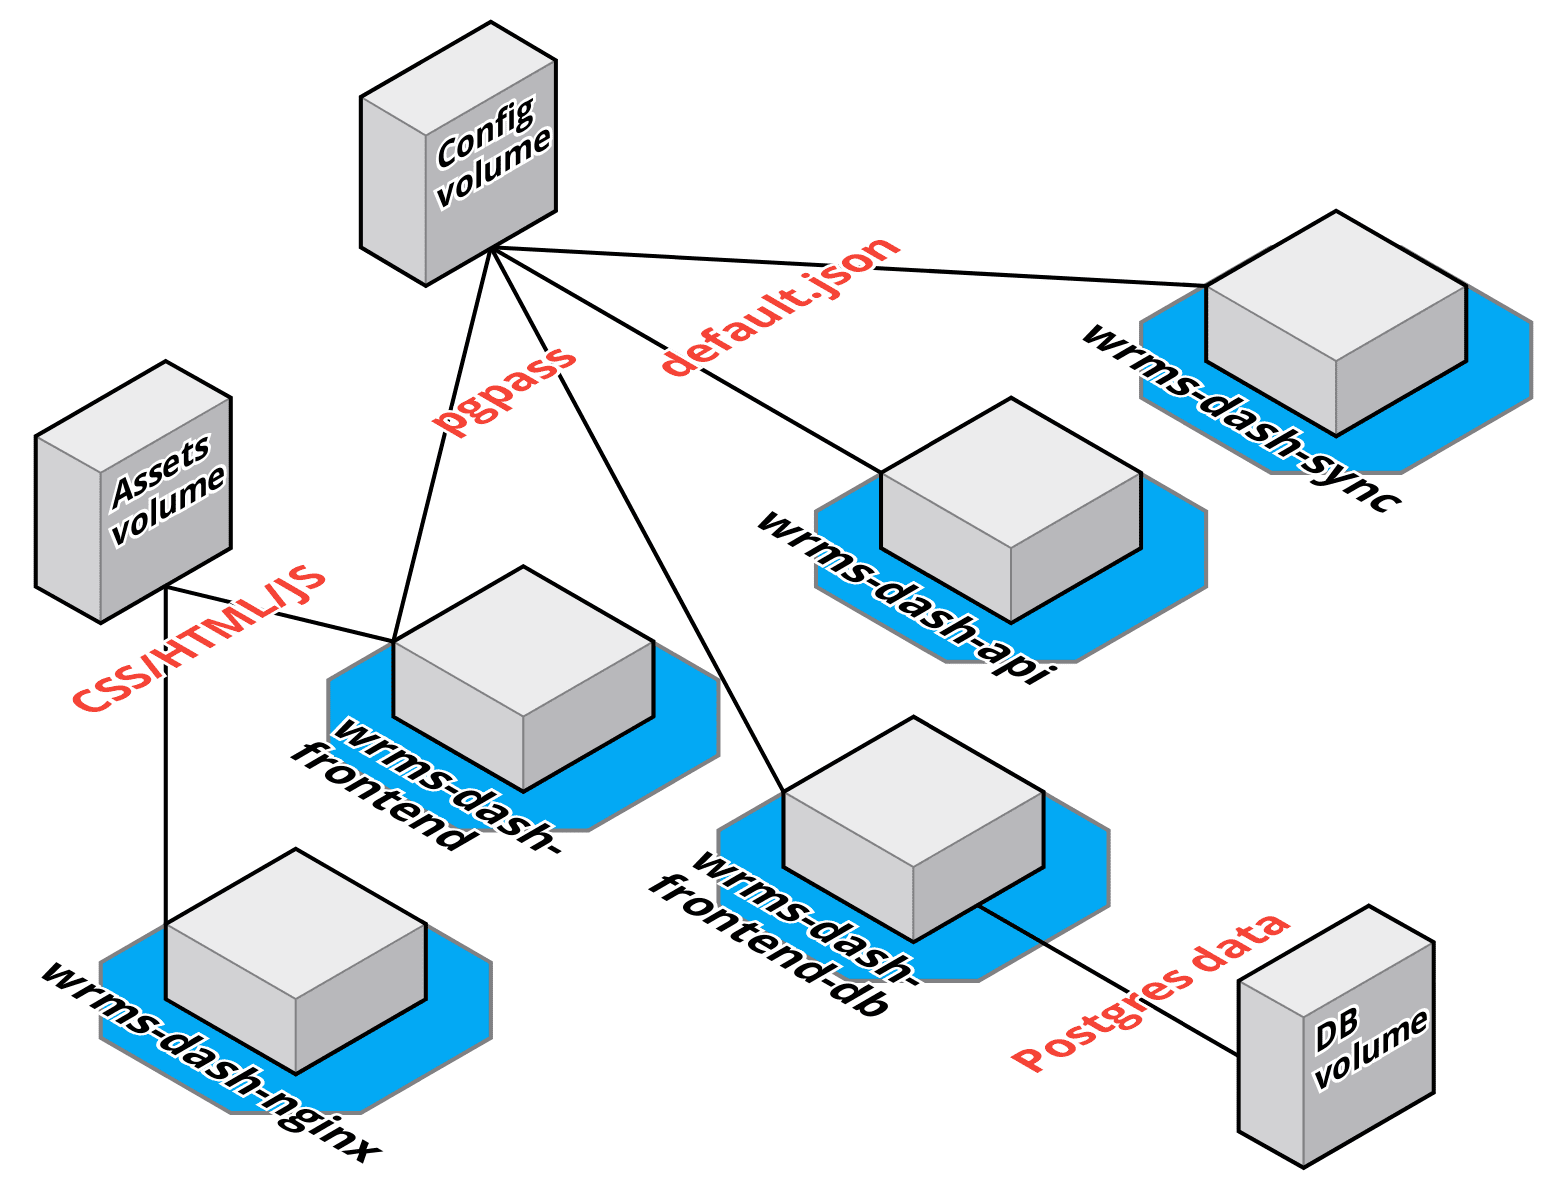 Config
volume
default.json
wrms-dash-sync
pgpass
Assets
volume
wrms-dash-api
CSS/HTML/JS
wrms-dash-
frontend
wrms-dash-
frontend-db
Postgres data
wrms-dash-nginx
DB
volume